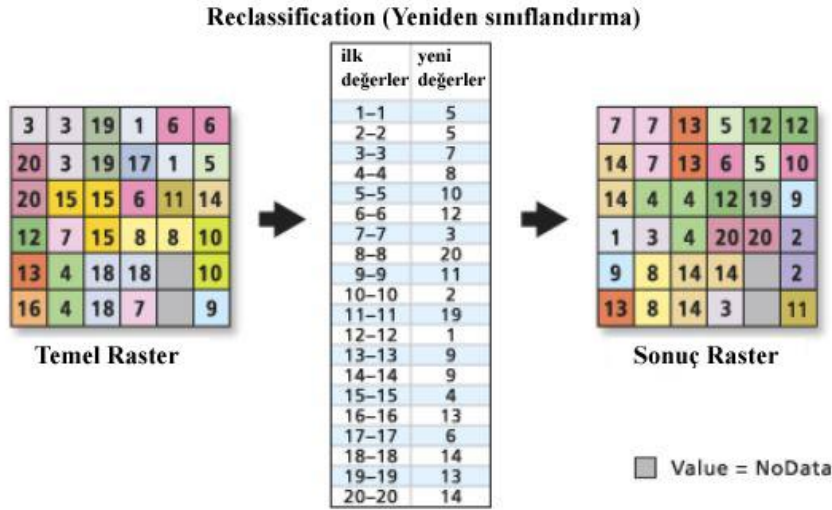 Reclassification (Yeniden sınıflandırma)
3 3 19 1 6 6
20 3 19 17 1 5
20 15 15 6 11 14
12 7 15 8 8 10
13 4 18 18 10
16 4 18 7 9
Temel Raster
ilk yeni
değerler değerler
1–1 5
2–2 5
3–3 7
4–4 8
5–5 10
6–6 12
7–7 3
8–8 20
9–9 11
10–10 2
11–11 19
12–12 1
13–13 9
14–14 9
15–15 4
16–16 13
17–17 6
18–18 14
19–19 13
20–20 14
7 7 13 5 12 12
14 7 13 6 5 10
14 4 4 12 19 9
1 3 4 20 20 2
9 8 14 14 2
13 8 14 3 11
Sonuç Raster
Value = NoData